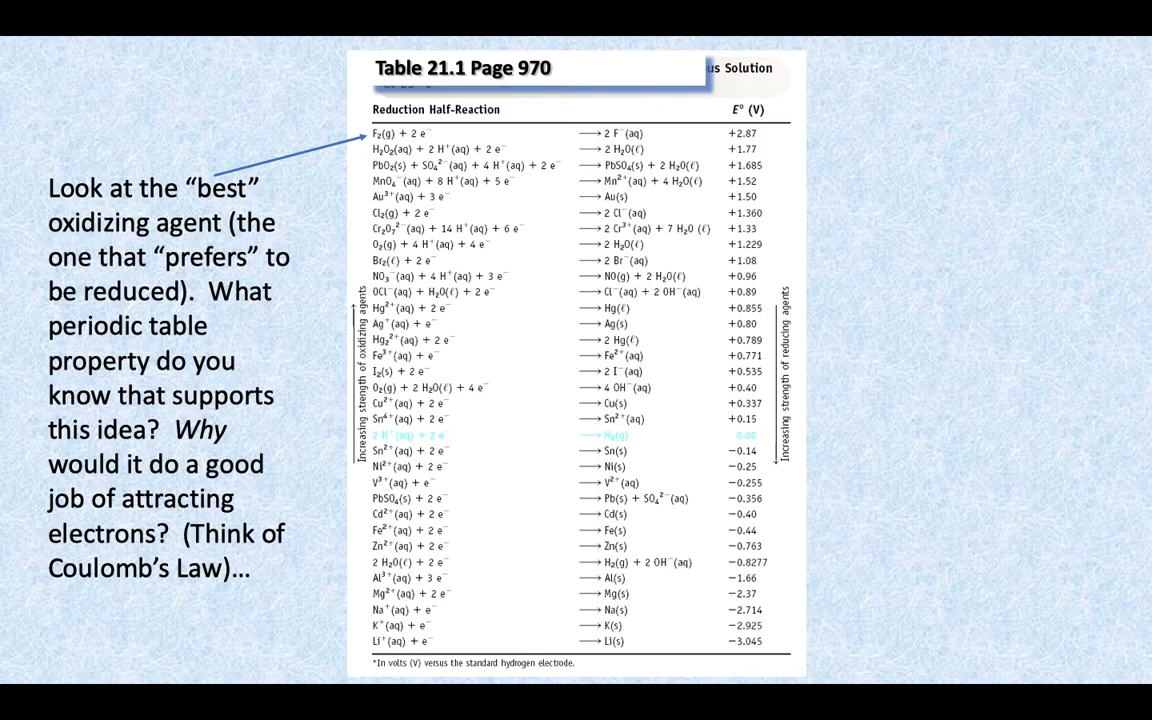 Table 21.1 Page 970
us Solution
Reduction Half-Reaction E° (V)
F₂(g) + 2 e⁻ ⟶ 2 F⁻(aq) +2.87
H₂O₂(aq) + 2 H⁺(aq) + 2 e⁻ ⟶ 2 H₂O(ℓ) +1.77
PbO₂(s) + SO₄²⁻(aq) + 4 H⁺(aq) + 2 e⁻ ⟶ PbSO₄(s) + 2 H₂O(ℓ) +1.685
MnO₄⁻(aq) + 8 H⁺(aq) + 5 e⁻ ⟶ Mn²⁺(aq) + 4 H₂O(ℓ) +1.52
Au³⁺(aq) + 3 e⁻ ⟶ Au(s) +1.50
Cl₂(g) + 2 e⁻ ⟶ 2 Cl⁻(aq) +1.360
Cr₂O₇²⁻(aq) + 14 H⁺(aq) + 6 e⁻ ⟶ 2 Cr³⁺(aq) + 7 H₂O (ℓ) +1.33
O₂(g) + 4 H⁺(aq) + 4 e⁻ ⟶ 2 H₂O(ℓ) +1.229
Br₂(ℓ) + 2 e⁻ ⟶ 2 Br⁻(aq) +1.08
NO₃⁻(aq) + 4 H⁺(aq) + 3 e⁻ ⟶ NO(g) + 2 H₂O(ℓ) +0.96
OCl⁻(aq) + H₂O(ℓ) + 2 e⁻ ⟶ Cl⁻(aq) + 2 OH⁻(aq) +0.89
Hg²⁺(aq) + 2 e⁻ ⟶ Hg(ℓ) +0.855
Ag⁺(aq) + e⁻ ⟶ Ag(s) +0.80
Hg₂²⁺(aq) + 2 e⁻ ⟶ 2 Hg(ℓ) +0.789
Fe³⁺(aq) + e⁻ ⟶ Fe²⁺(aq) +0.771
I₂(s) + 2 e⁻ ⟶ 2 I⁻(aq) +0.535
O₂(g) + 2 H₂O(ℓ) + 4 e⁻ ⟶ 4 OH⁻(aq) +0.40
Cu²⁺(aq) + 2 e⁻ ⟶ Cu(s) +0.337
Sn⁴⁺(aq) + 2 e⁻ ⟶ Sn²⁺(aq) +0.15
2 H⁺(aq) + 2 e⁻ ⟶ H₂(g) 0.00
Sn²⁺(aq) + 2 e⁻ ⟶ Sn(s) −0.14
Ni²⁺(aq) + 2 e⁻ ⟶ Ni(s) −0.25
V³⁺(aq) + e⁻ ⟶ V²⁺(aq) −0.255
PbSO₄(s) + 2 e⁻ ⟶ Pb(s) + SO₄²⁻(aq) −0.356
Cd²⁺(aq) + 2 e⁻ ⟶ Cd(s) −0.40
Fe²⁺(aq) + 2 e⁻ ⟶ Fe(s) −0.44
Zn²⁺(aq) + 2 e⁻ ⟶ Zn(s) −0.763
2 H₂O(ℓ) + 2 e⁻ ⟶ H₂(g) + 2 OH⁻(aq) −0.8277
Al³⁺(aq) + 3 e⁻ ⟶ Al(s) −1.66
Mg²⁺(aq) + 2 e⁻ ⟶ Mg(s) −2.37
Na⁺(aq) + e⁻ ⟶ Na(s) −2.714
K⁺(aq) + e⁻ ⟶ K(s) −2.925
Li⁺(aq) + e⁻ ⟶ Li(s) −3.045
*In volts (V) versus the standard hydrogen electrode.
Increasing strength of oxidizing agents
Increasing strength of reducing agents
Look at the “best”
oxidizing agent (the
one that “prefers” to
be reduced). What
periodic table
property do you
know that supports
this idea? Why
would it do a good
job of attracting
electrons? (Think of
Coulomb’s Law)…